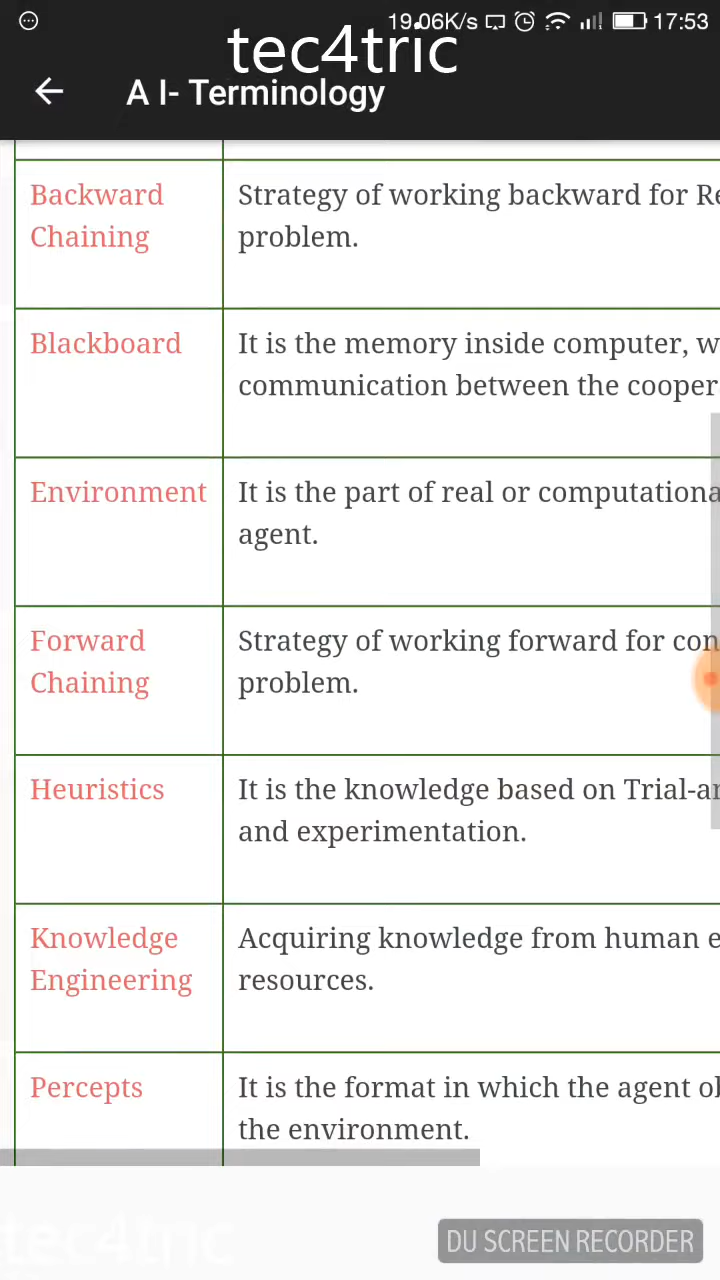 19.06K/s 17:53
tec4tric
A I- Terminology
Backward
Chaining
Strategy of working backward for Re
problem.
Blackboard
It is the memory inside computer, w
communication between the cooper
Environment
It is the part of real or computationa
agent.
Forward
Chaining
Strategy of working forward for con
problem.
Heuristics
It is the knowledge based on Trial-an
and experimentation.
Knowledge
Engineering
Acquiring knowledge from human e
resources.
Percepts
It is the format in which the agent ob
the environment.
tec4tric
DU SCREEN RECORDER